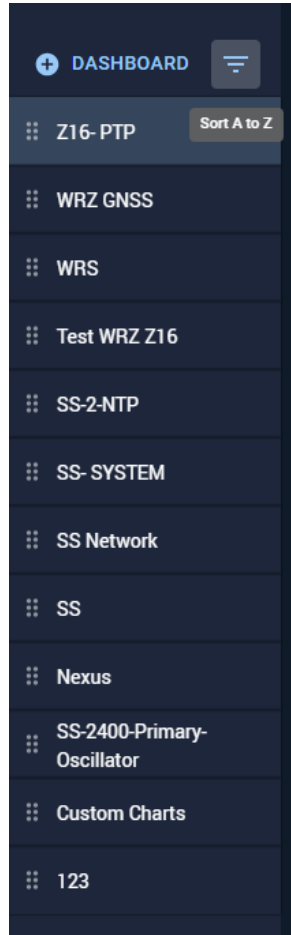 DASHBOARD
Sort A to Z
Z16- PTP
WRZ GNSS
WRS
Test WRZ Z16
SS-2-NTP
SS- SYSTEM
SS Network
SS
Nexus
SS-2400-Primary-
Oscillator
Custom Charts
123